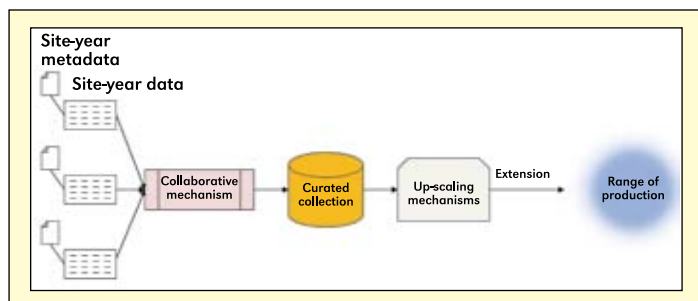 Site-year
metadata
Site-year data
Collaborative
mechanism
Curated
collection
Up-scaling
mechanisms
Extension
Range of
production